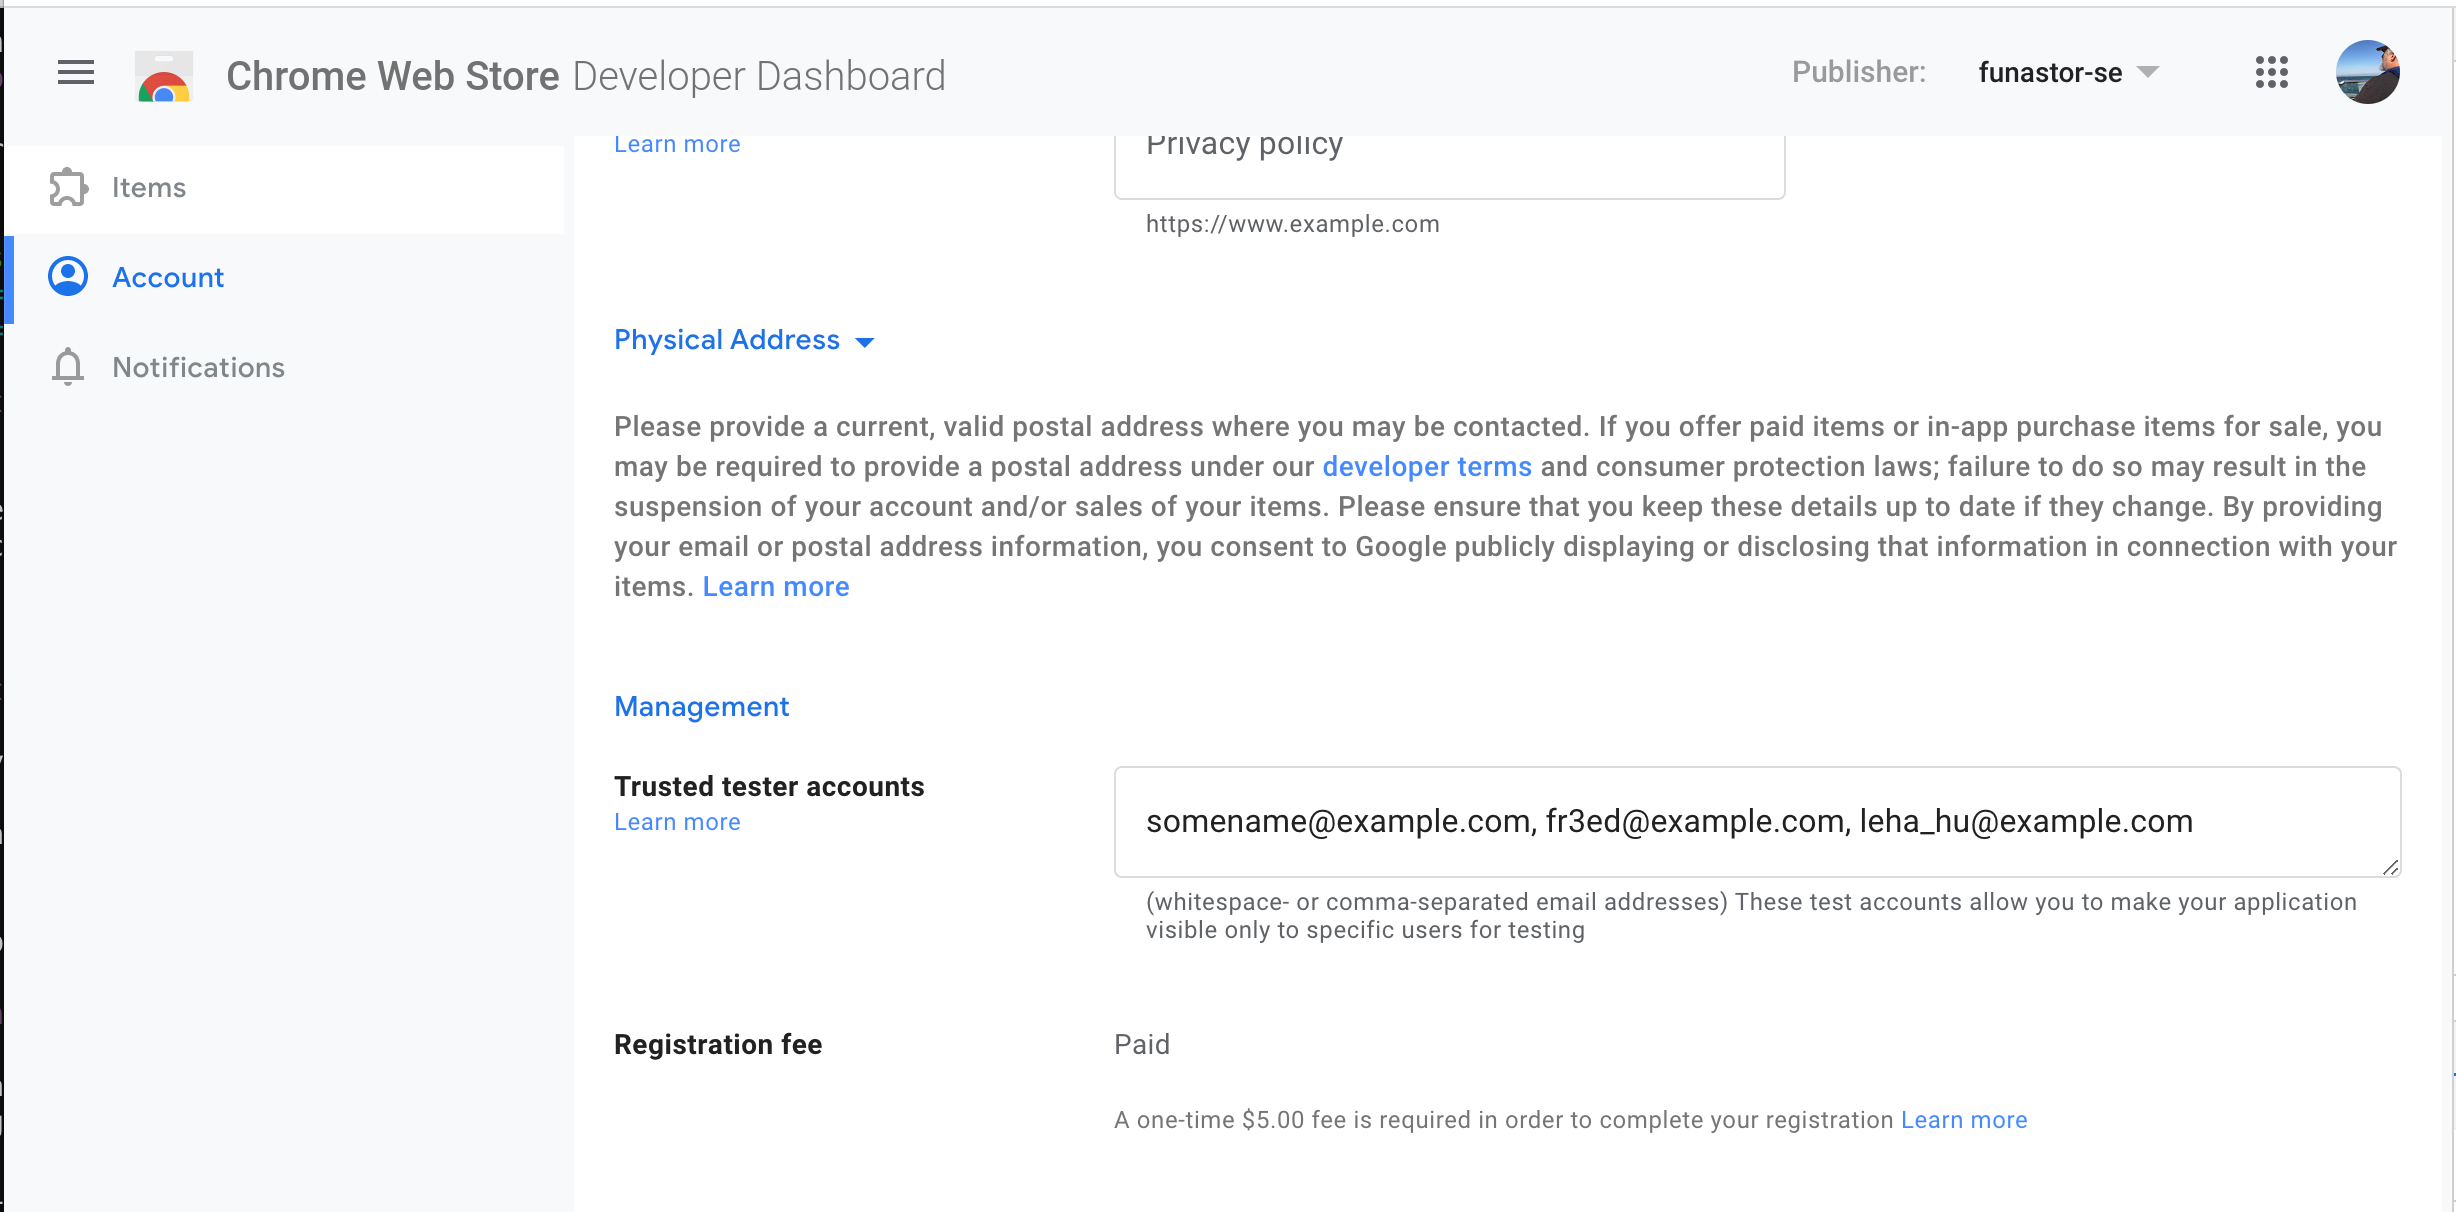 Chrome Web Store Developer Dashboard
Publisher: funastor-se
Items
Account
Notifications
Learn more
Privacy policy
https://www.example.com
Physical Address
Please provide a current, valid postal address where you may be contacted. If you offer paid items or in-app purchase items for sale, you
may be required to provide a postal address under our developer terms and consumer protection laws; failure to do so may result in the
suspension of your account and/or sales of your items. Please ensure that you keep these details up to date if they change. By providing
your email or postal address information, you consent to Google publicly displaying or disclosing that information in connection with your
items. Learn more
Management
Trusted tester accounts
Learn more
somename@example.com, fr3ed@example.com, leha_hu@example.com
(whitespace- or comma-separated email addresses) These test accounts allow you to make your application
visible only to specific users for testing
Registration fee
Paid
A one-time $5.00 fee is required in order to complete your registration Learn more